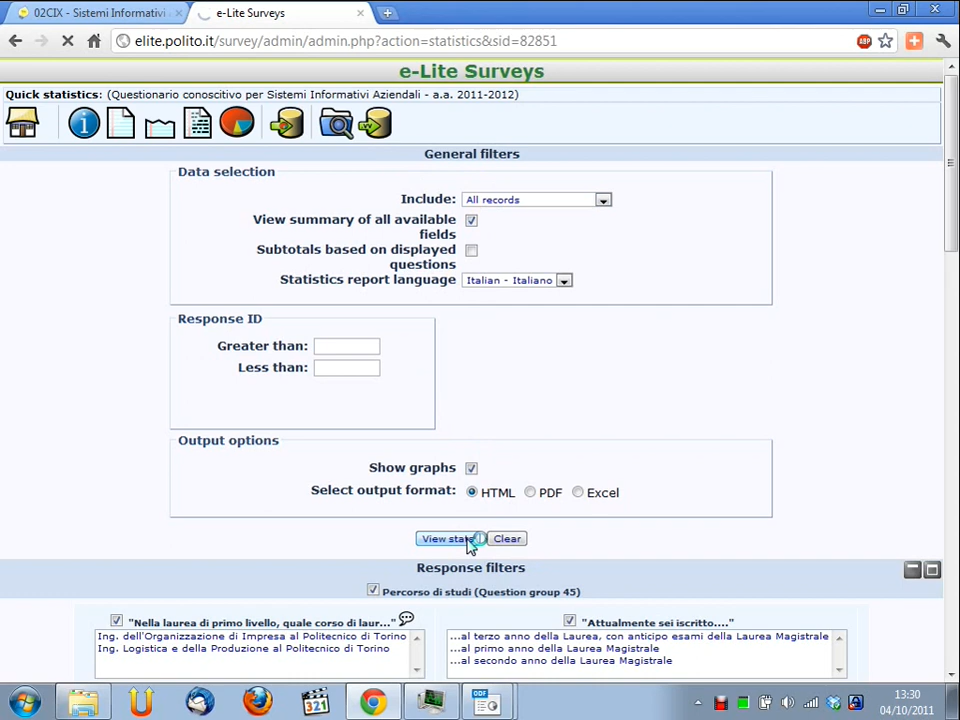 02CIX - Sistemi Informativi
e-Lite Surveys
elite.polito.it/survey/admin/admin.php?action=statistics&sid=82851
ABP
e-Lite Surveys
Quick statistics: (Questionario conoscitivo per Sistemi Informativi Aziendali - a.a. 2011-2012)
General filters
Data selection
Include: All records
View summary of all available
fields
Subtotals based on displayed
questions
Statistics report language Italian - Italiano
Response ID
Greater than:
Less than:
Output options
Show graphs
Select output format: HTML PDF Excel
View stats Clear
Response filters
Percorso di studi (Question group 45)
"Nella laurea di primo livello, quale corso di laur..."
"Attualmente sei iscritto...."
Ing. dell'Organizzazione di Impresa al Politecnico di Torino
Ing. Logistica e della Produzione al Politecnico di Torino
...al terzo anno della Laurea, con anticipo esami della Laurea Magistrale
...al primo anno della Laurea Magistrale
...al secondo anno della Laurea Magistrale
321
ODF
13:30
04/10/2011